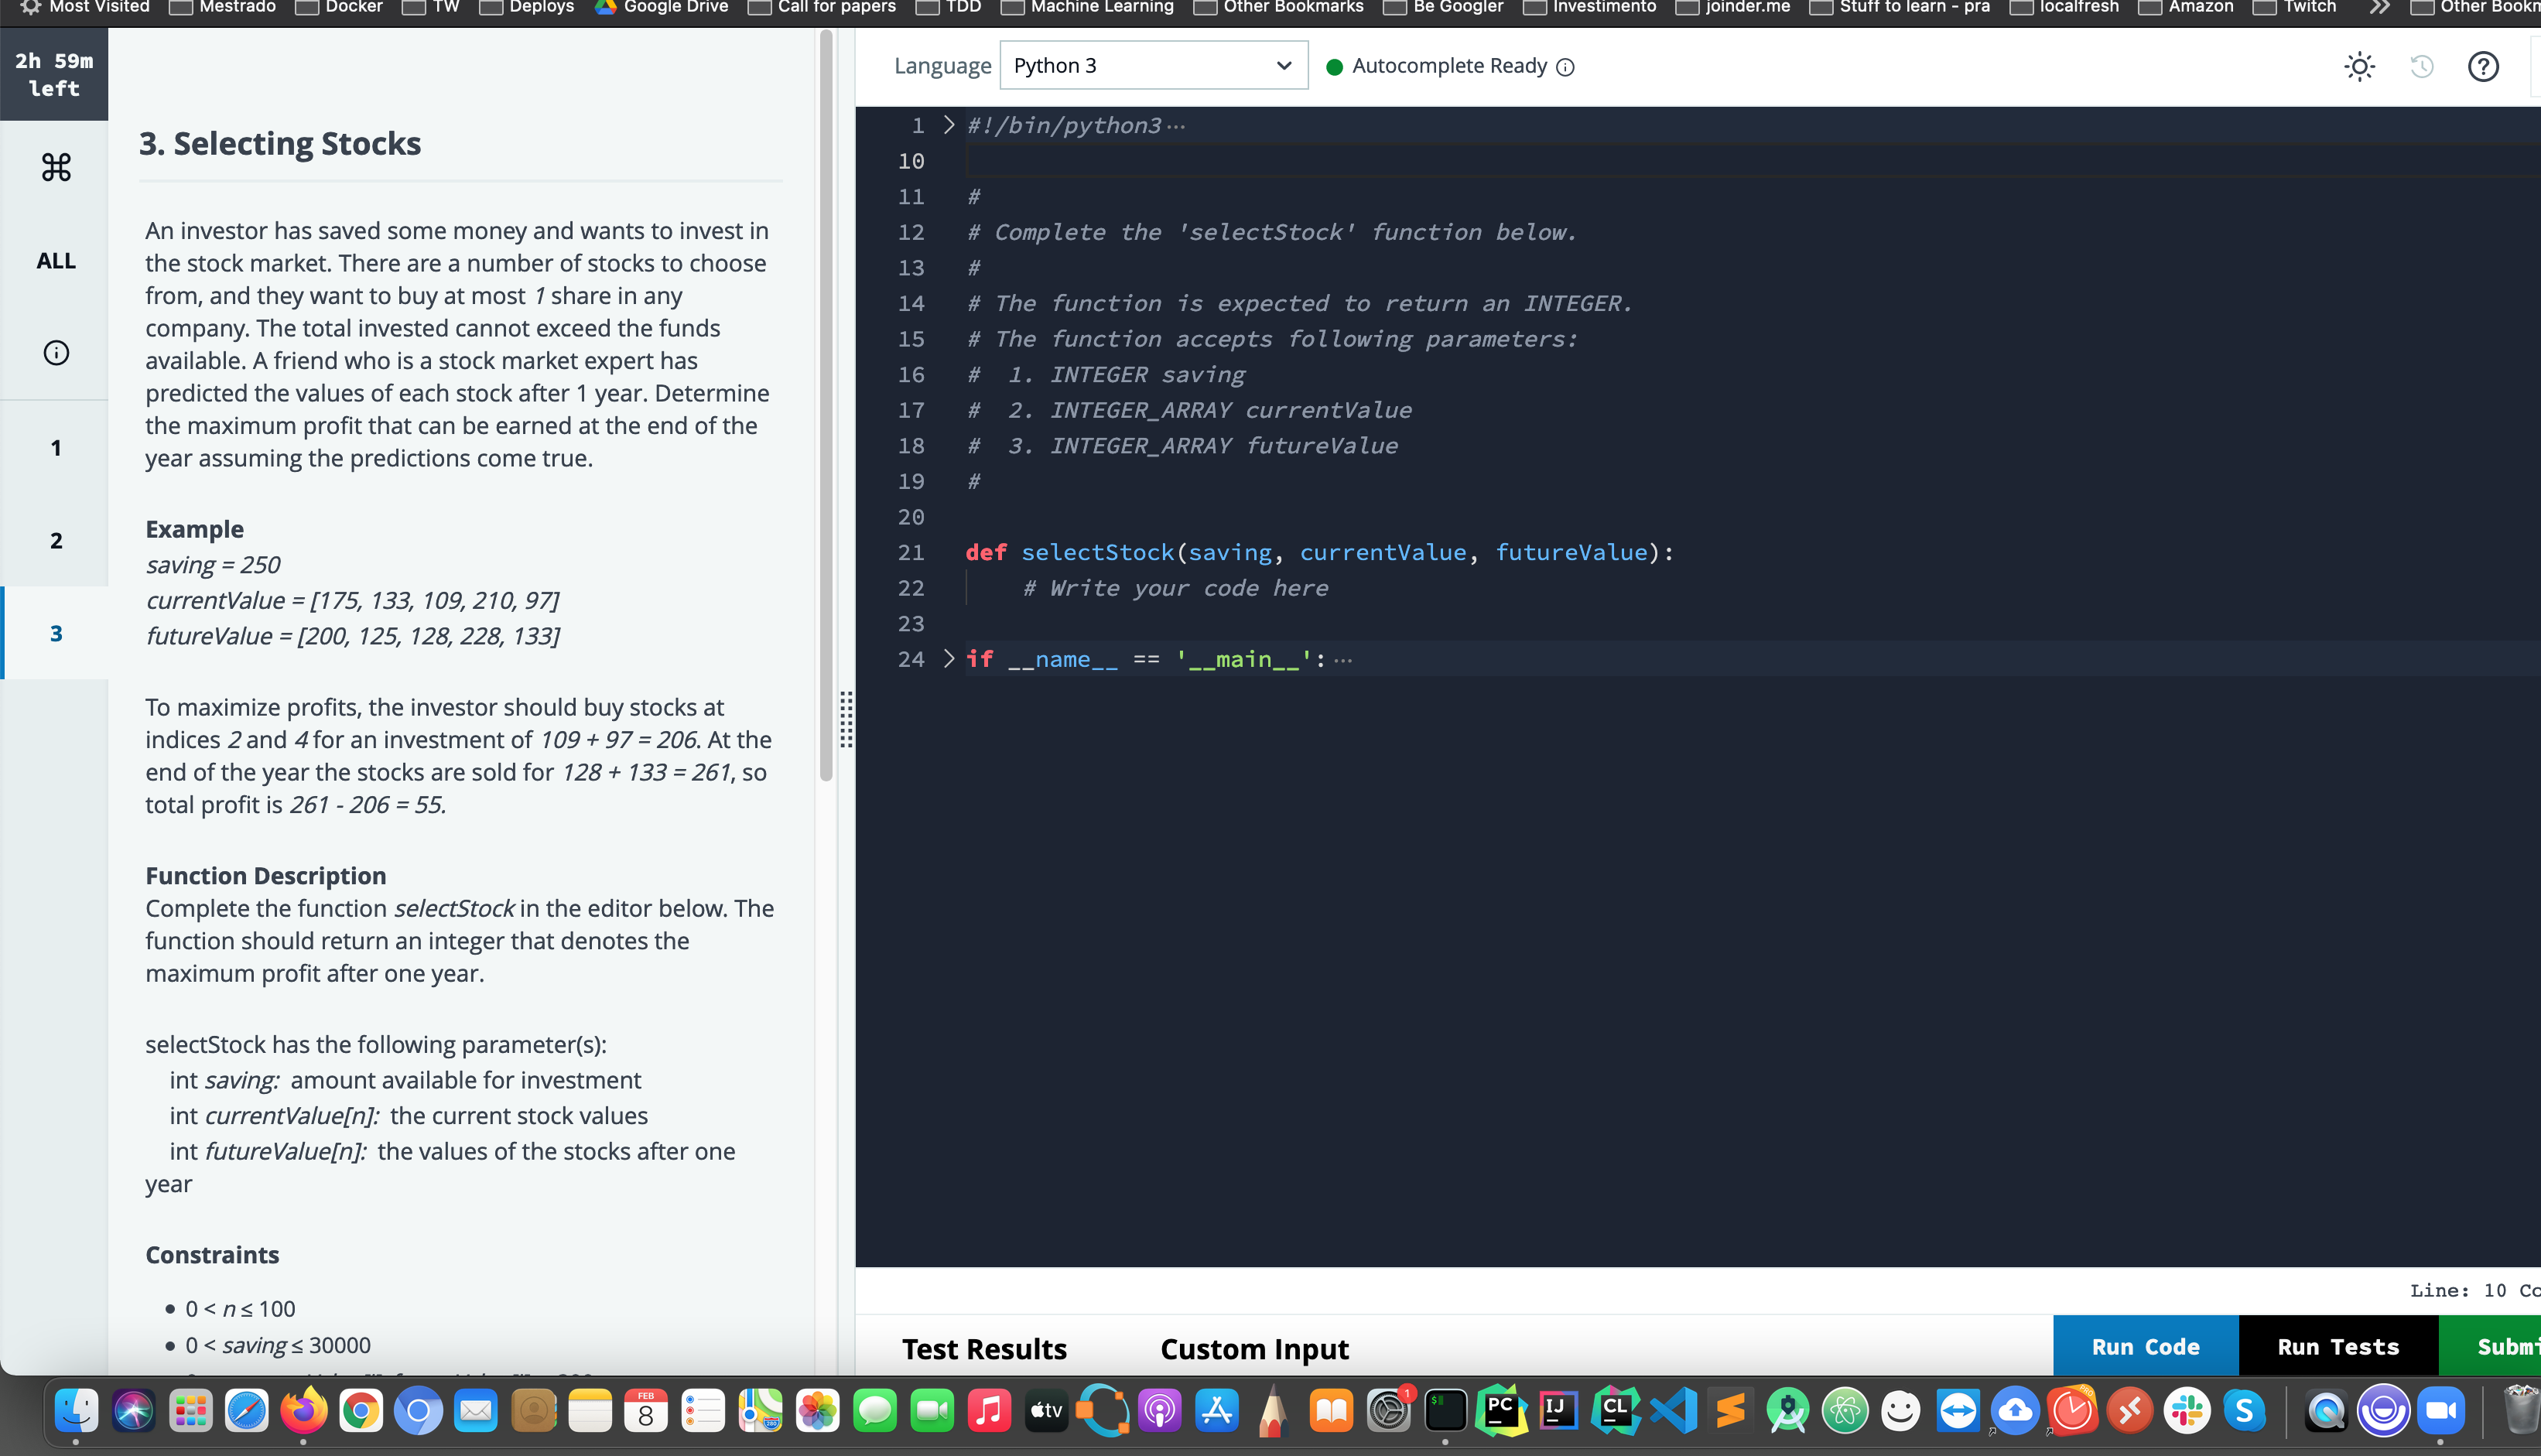 Most Visited Mestrado Docker TW Deploys Google Drive Call for papers TDD Machine Learning Other Bookmarks Be Googler Investimento joinder.me Stuff to learn - pra localfresh Amazon Twitch Other
2h 59m
left
ALL
1
2
3
3. Selecting Stocks
An investor has saved some money and wants to invest in
the stock market. There are a number of stocks to choose
from, and they want to buy at most 1 share in any
company. The total invested cannot exceed the funds
available. A friend who is a stock market expert has
predicted the values of each stock after 1 year. Determine
the maximum profit that can be earned at the end of the
year assuming the predictions come true.
Example
saving = 250
currentValue = [175, 133, 109, 210, 97]
futureValue = [200, 125, 128, 228, 133]
To maximize profits, the investor should buy stocks at
indices 2 and 4 for an investment of 109 + 97 = 206. At the
end of the year the stocks are sold for 128 + 133 = 261, so
total profit is 261 - 206 = 55.
Function Description
Complete the function selectStock in the editor below. The
function should return an integer that denotes the
maximum profit after one year.
selectStock has the following parameter(s):
int saving: amount available for investment
int currentValue[n]: the current stock values
int futureValue[n]: the values of the stocks after one
year
Constraints
• 0 < n ≤ 100
• 0 < saving ≤ 30000
Language Python 3 Autocomplete Ready
1 #!/bin/python3 ···
10
11 #
12 # Complete the 'selectStock' function below.
13 #
14 # The function is expected to return an INTEGER.
15 # The function accepts following parameters:
16 # 1. INTEGER saving
17 # 2. INTEGER_ARRAY currentValue
18 # 3. INTEGER_ARRAY futureValue
19 #
20
21 def selectStock(saving, currentValue, futureValue):
22 # Write your code here
23
24 if __name__ == '__main__': ···
Line: 10
Test Results Custom Input Run Code Run Tests
FEB
8
tv
1
$
PC
IJ
CL
PRO
S